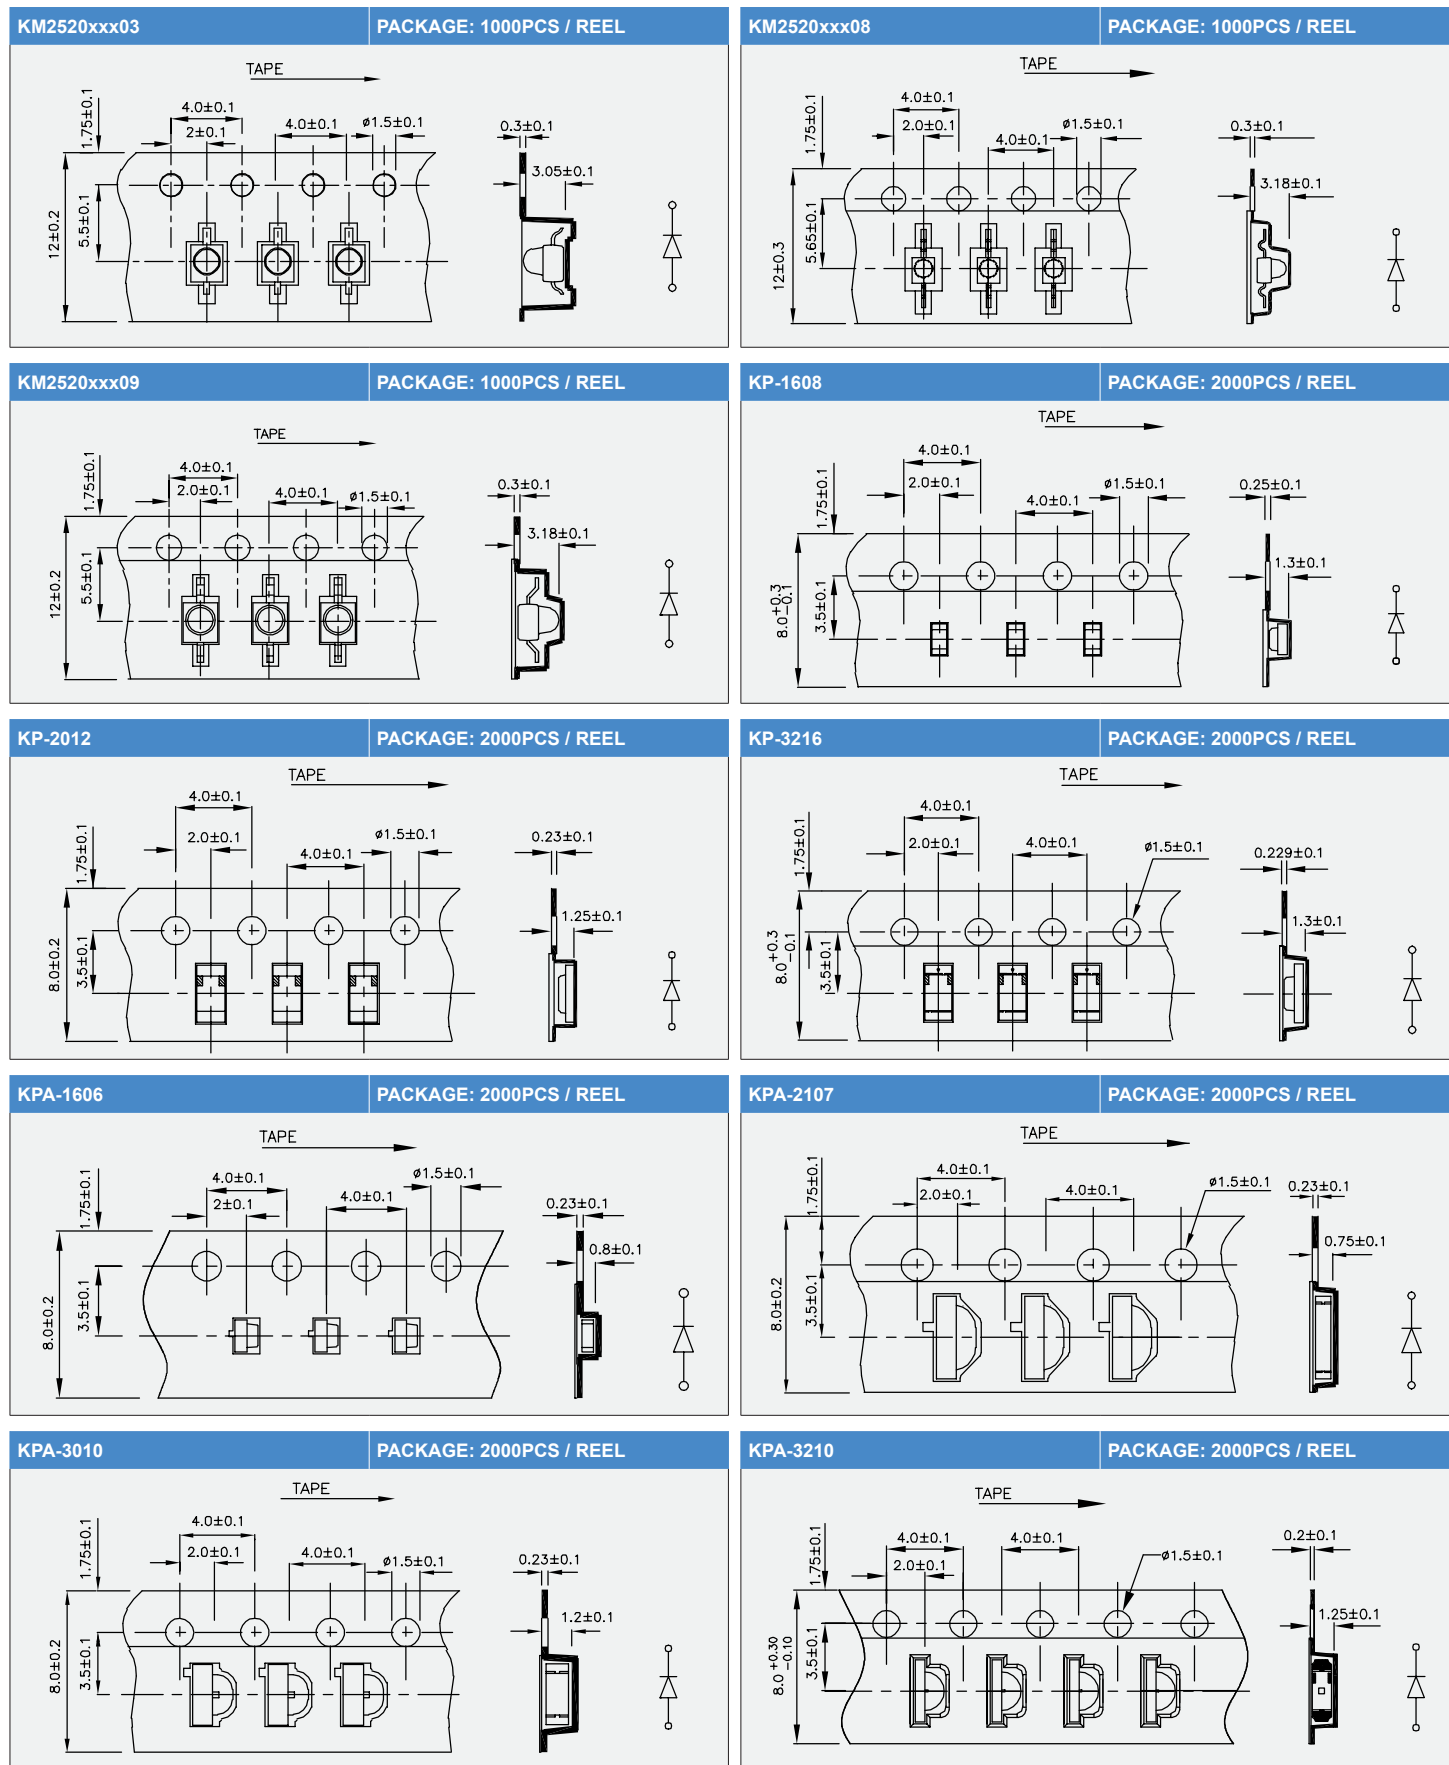 KM2520xxx03 PACKAGE: 1000PCS / REEL
TAPE
4.0±0.1
2±0.1
4.0±0.1
ø1.5±0.1
1.75±0.1
12±0.2
5.5±0.1
0.3±0.1
3.05±0.1
KM2520xxx08 PACKAGE: 1000PCS / REEL
TAPE
4.0±0.1
2.0±0.1
4.0±0.1
ø1.5±0.1
1.75±0.1
12±0.3
5.65±0.1
0.3±0.1
3.18±0.1
KM2520xxx09 PACKAGE: 1000PCS / REEL
TAPE
4.0±0.1
2.0±0.1
4.0±0.1
ø1.5±0.1
1.75±0.1
12±0.2
5.5±0.1
0.3±0.1
3.18±0.1
KP-1608 PACKAGE: 2000PCS / REEL
TAPE
4.0±0.1
2.0±0.1
4.0±0.1
ø1.5±0.1
1.75±0.1
8.0+0.3
-0.1
3.5±0.1
0.25±0.1
1.3±0.1
KP-2012 PACKAGE: 2000PCS / REEL
TAPE
4.0±0.1
2.0±0.1
4.0±0.1
ø1.5±0.1
1.75±0.1
8.0±0.2
3.5±0.1
0.23±0.1
1.25±0.1
KP-3216 PACKAGE: 2000PCS / REEL
TAPE
4.0±0.1
2.0±0.1
4.0±0.1
ø1.5±0.1
1.75±0.1
8.0+0.3
-0.1
3.5±0.1
0.229±0.1
1.3±0.1
KPA-1606 PACKAGE: 2000PCS / REEL
TAPE
4.0±0.1
2±0.1
4.0±0.1
ø1.5±0.1
1.75±0.1
8.0±0.2
3.5±0.1
0.23±0.1
0.8±0.1
KPA-2107 PACKAGE: 2000PCS / REEL
TAPE
4.0±0.1
2.0±0.1
4.0±0.1
ø1.5±0.1
1.75±0.1
8.0±0.2
3.5±0.1
0.23±0.1
0.75±0.1
KPA-3010 PACKAGE: 2000PCS / REEL
TAPE
4.0±0.1
2.0±0.1
4.0±0.1
ø1.5±0.1
1.75±0.1
8.0±0.2
3.5±0.1
0.23±0.1
1.2±0.1
KPA-3210 PACKAGE: 2000PCS / REEL
TAPE
4.0±0.1
2.0±0.1
4.0±0.1
ø1.5±0.1
1.75±0.1
8.0+0.30
-0.10
3.5±0.1
0.2±0.1
1.25±0.1